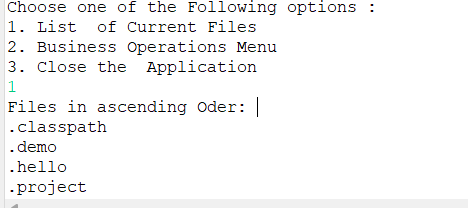 Choose one of the Following options :
1. List  of Current Files
2. Business Operations Menu
3. Close the  Application
1
Files in ascending Oder:
.classpath
.demo
.hello
.project